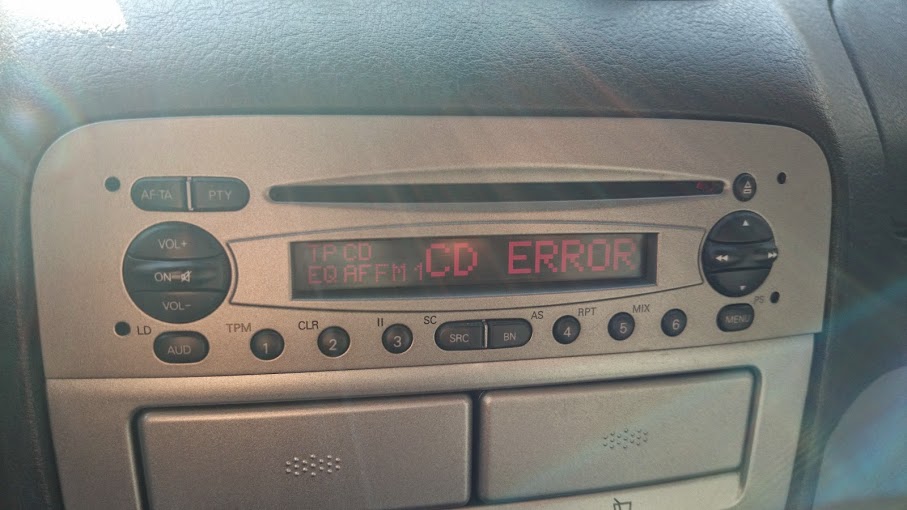 AF-TA PTY
VOL+
ON
VOL-
TP CD
EQ AF FM 1
CD ERROR
LD
AUD
TPM
1
CLR
2
II
3
SC
SRC BN
AS
4
RPT
5
MIX
6
MENU
PS